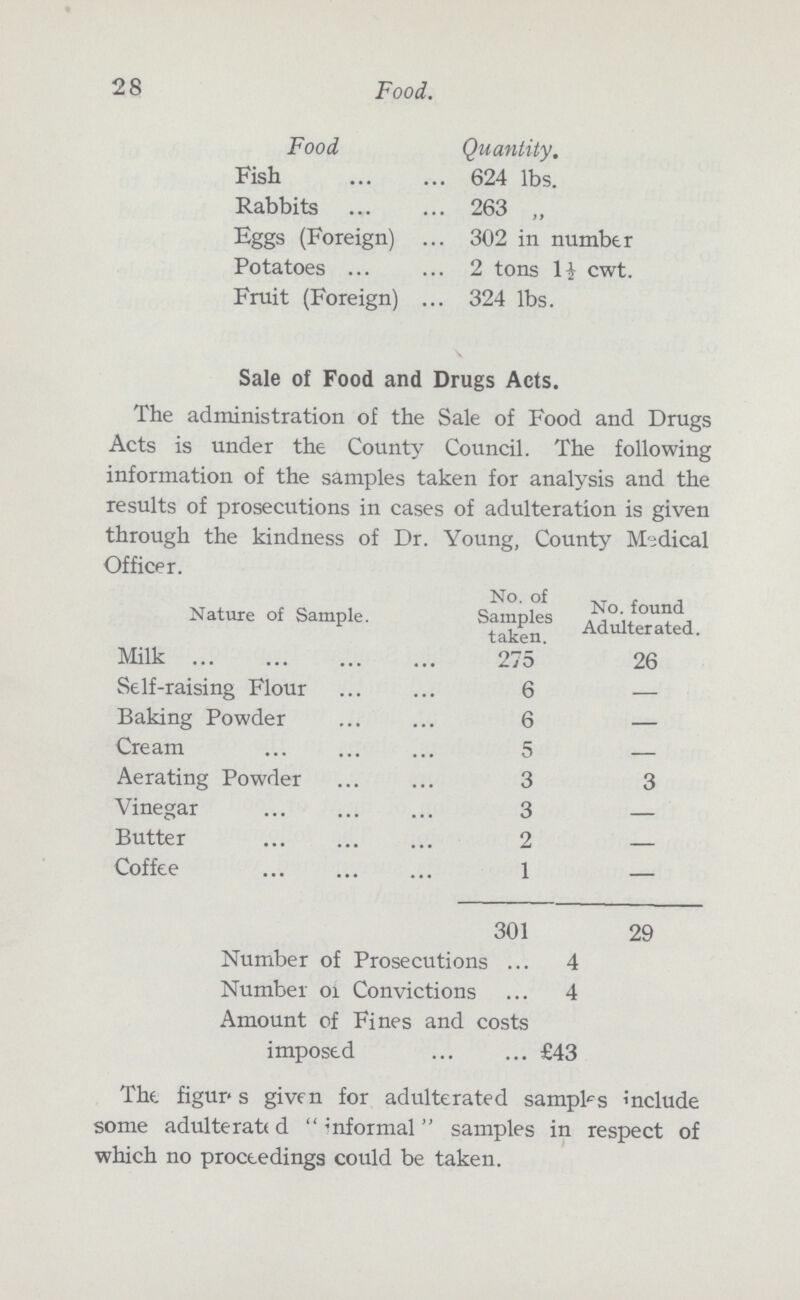 28 Food.
Food Quantity.
Fish ... ... 624 lbs.
Rabbits ... ... 263 „
Eggs (Foreign) ... 302 in number
Potatoes ... ... 2 tons 1½ cwt.
Fruit (Foreign) ... 324 lbs.
Sale of Food and Drugs Acts.
The administration of the Sale of Food and Drugs
Acts is under the County Council. The following
information of the samples taken for analysis and the
results of prosecutions in cases of adulteration is given
through the kindness of Dr. Young, County Medical
Officer.
Nature of Sample. No. of Samples taken. No. found Adulterated.
Milk ... ... ... ... 275 26
Self-raising Flour ... ... 6 —
Baking Powder ... ... 6 —
Cream ... ... ... 5 —
Aerating Powder ... ... 3 3
Vinegar ... ... ... 3 —
Butter ... ... ... 2 —
Coffee ... ... ... 1 —
301 29
Number of Prosecutions ... 4
Number of Convictions ... 4
Amount of Fines and costs
imposed ... ... £43
The figures given for adulterated samples include
some adulterated "informal" samples in respect of
which no proceedings could be taken.